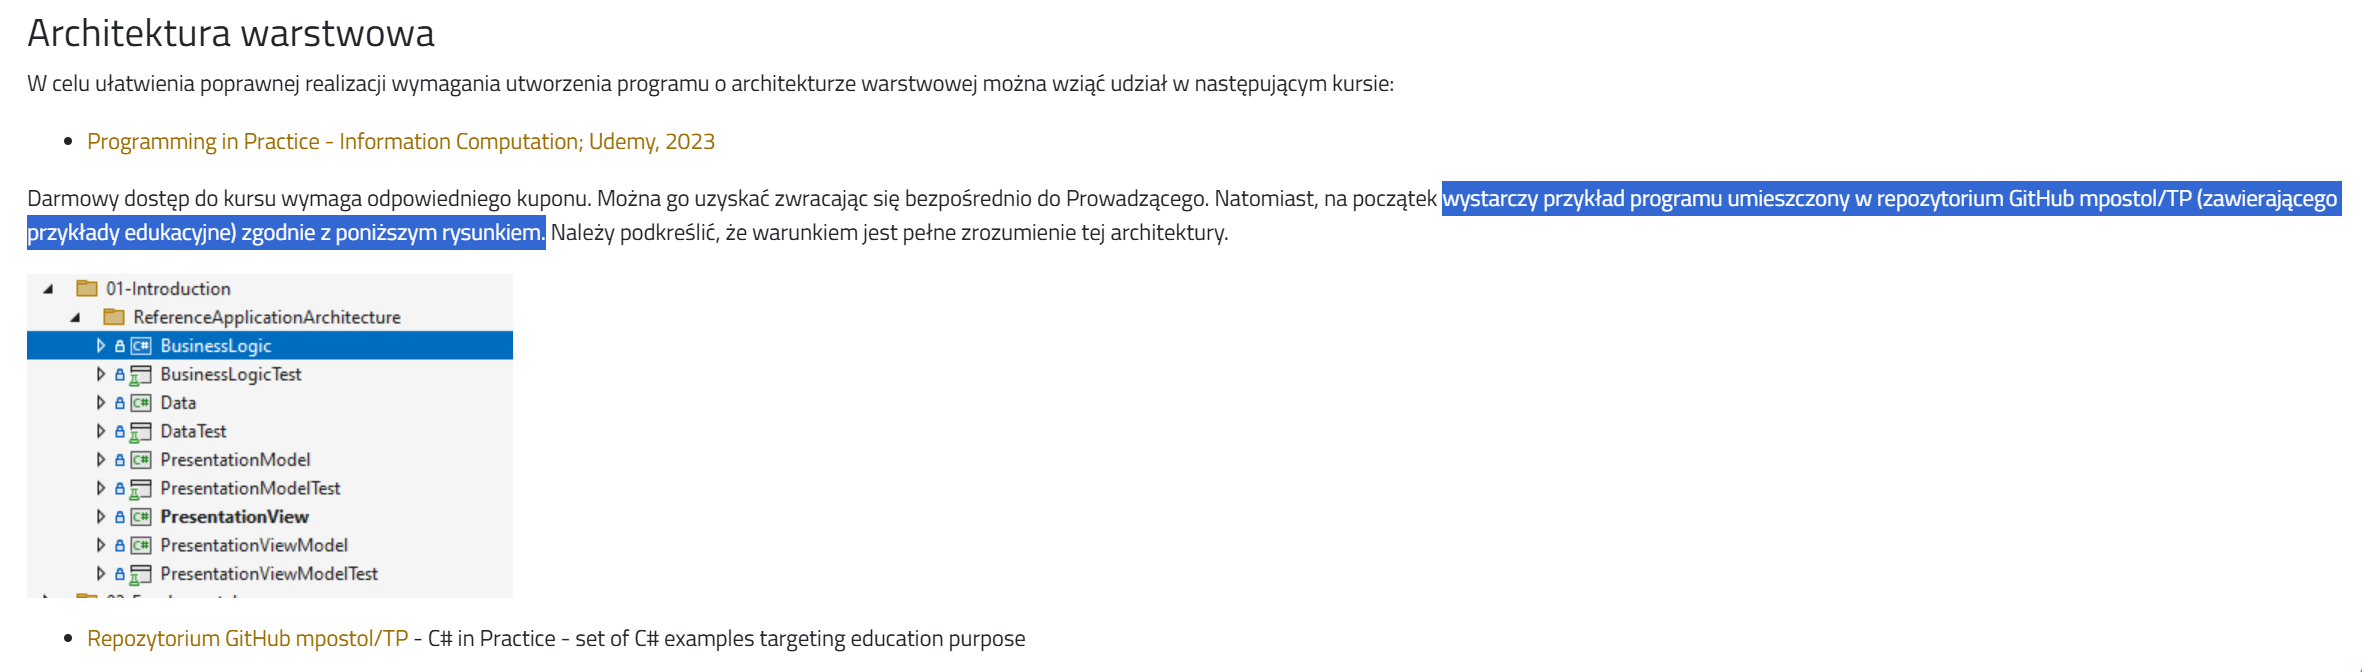 Architektura warstwowa
W celu ułatwienia poprawnej realizacji wymagania utworzenia programu o architekturze warstwowej można wziąć udział w następującym kursie:
• Programming in Practice - Information Computation; Udemy, 2023
Darmowy dostęp do kursu wymaga odpowiedniego kuponu. Można go uzyskać zwracając się bezpośrednio do Prowadzącego. Natomiast, na początek wystarczy przykład programu umieszczony w repozytorium GitHub mpostol/TP (zawierającego
przykłady edukacyjne) zgodnie z poniższym rysunkiem. Należy podkreślić, że warunkiem jest pełne zrozumienie tej architektury.
01-Introduction
ReferenceApplicationArchitecture
C# BusinessLogic
BusinessLogicTest
C# Data
DataTest
C# PresentationModel
PresentationModelTest
C# PresentationView
C# PresentationViewModel
PresentationViewModelTest
• Repozytorium GitHub mpostol/TP - C# in Practice - set of C# examples targeting education purpose